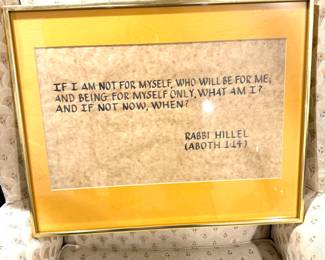 IF I AM NOT FOR MYSELF, WHO WILL BE FOR ME;
AND BEING FOR MYSELF ONLY, WHAT AM I?
AND IF NOT NOW, WHEN?
RABBI HILLEL
(ABOTH 1:14)